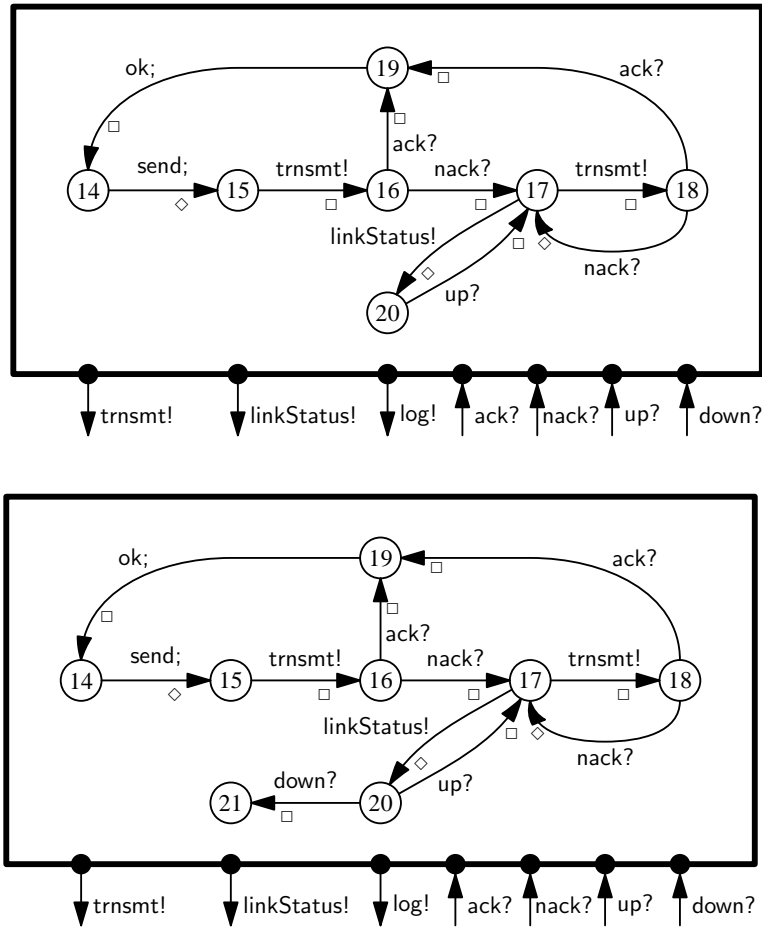 19
ok;
ack?
□
□
□
ack?
send;
trnsmt!
nack?
trnsmt!
14
15
16
17
18
◇
□
□
□
linkStatus!
□
◇
◇
nack?
up?
20
trnsmt!
linkStatus!
log!
ack?
nack?
up?
down?
19
ok;
ack?
□
□
□
ack?
send;
trnsmt!
nack?
trnsmt!
14
15
16
17
18
◇
□
□
□
linkStatus!
□
◇
◇
nack?
down?
up?
21
20
□
trnsmt!
linkStatus!
log!
ack?
nack?
up?
down?